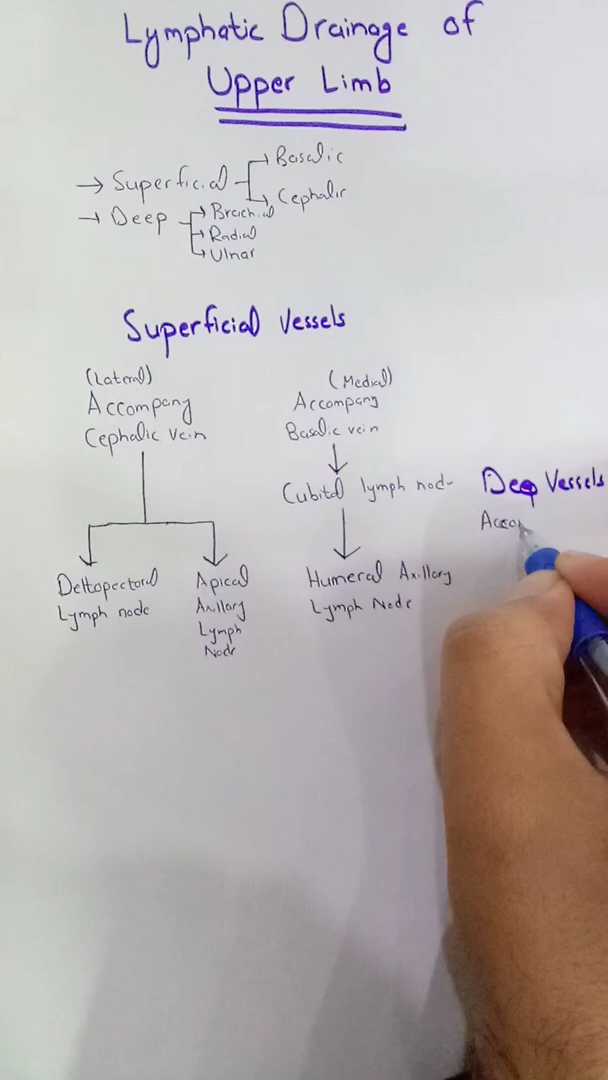 Lymphatic Drainage of
Upper Limb
→ Superficial → Basalic
→ Cephalic
→ Deep → Brachial
→ Radial
→ Ulnar
Superficial Vessels
(Lateral)
Accompany
Cephalic vein
Deltopectoral
Lymph node
Apical
Axillary
Lymph
Node
(Medial)
Accompany
Basalic vein
Cubital lymph node
Humeral Axillary
Lymph Node
Deep Vessels
Acco